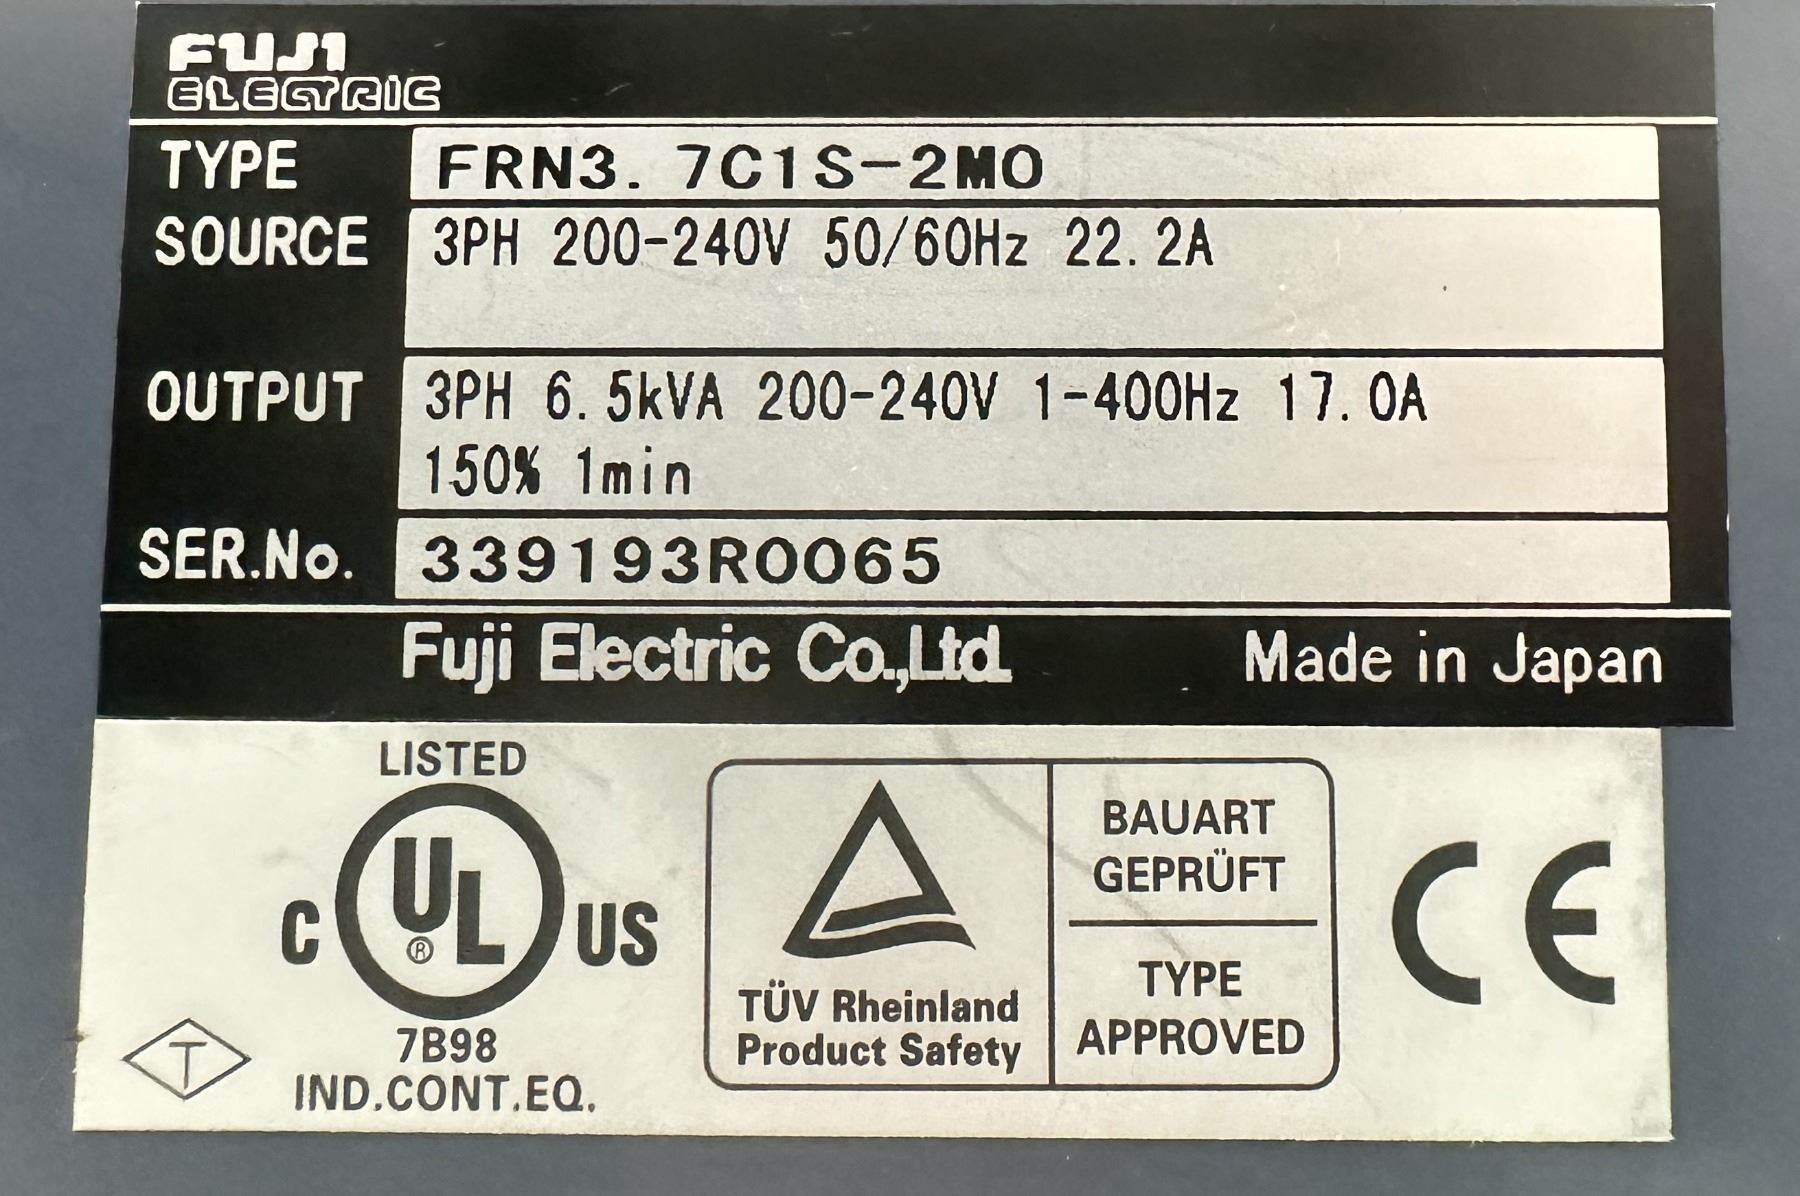 FUJI
ELECTRIC
TYPE FRN3.7C1S-2M0
SOURCE 3PH 200-240V 50/60Hz 22.2A
OUTPUT 3PH 6.5kVA 200-240V 1-400Hz 17.0A
150% 1min
SER.No. 339193R0065
Fuji Electric Co.,Ltd. Made in Japan
LISTED
C UL ® US
7B98
IND.CONT.EQ.
T
TÜV Rheinland
Product Safety
BAUART
GEPRÜFT
TYPE
APPROVED
CE